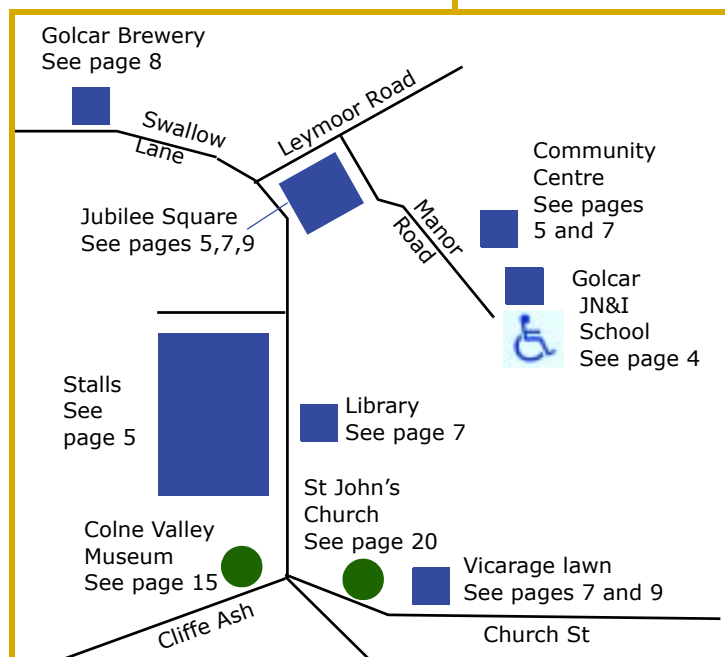 Golcar Brewery
See page 8
Swallow
Lane
Leymoor Road
Community
Centre
See pages
5 and 7
Jubilee Square
See pages 5,7,9
Manor
Road
Golcar
JN&I
School
See page 4
Stalls
See
page 5
Library
See page 7
St John’s
Church
See page 20
Colne Valley
Museum
See page 15
Vicarage lawn
See pages 7 and 9
Cliffe Ash
Church St